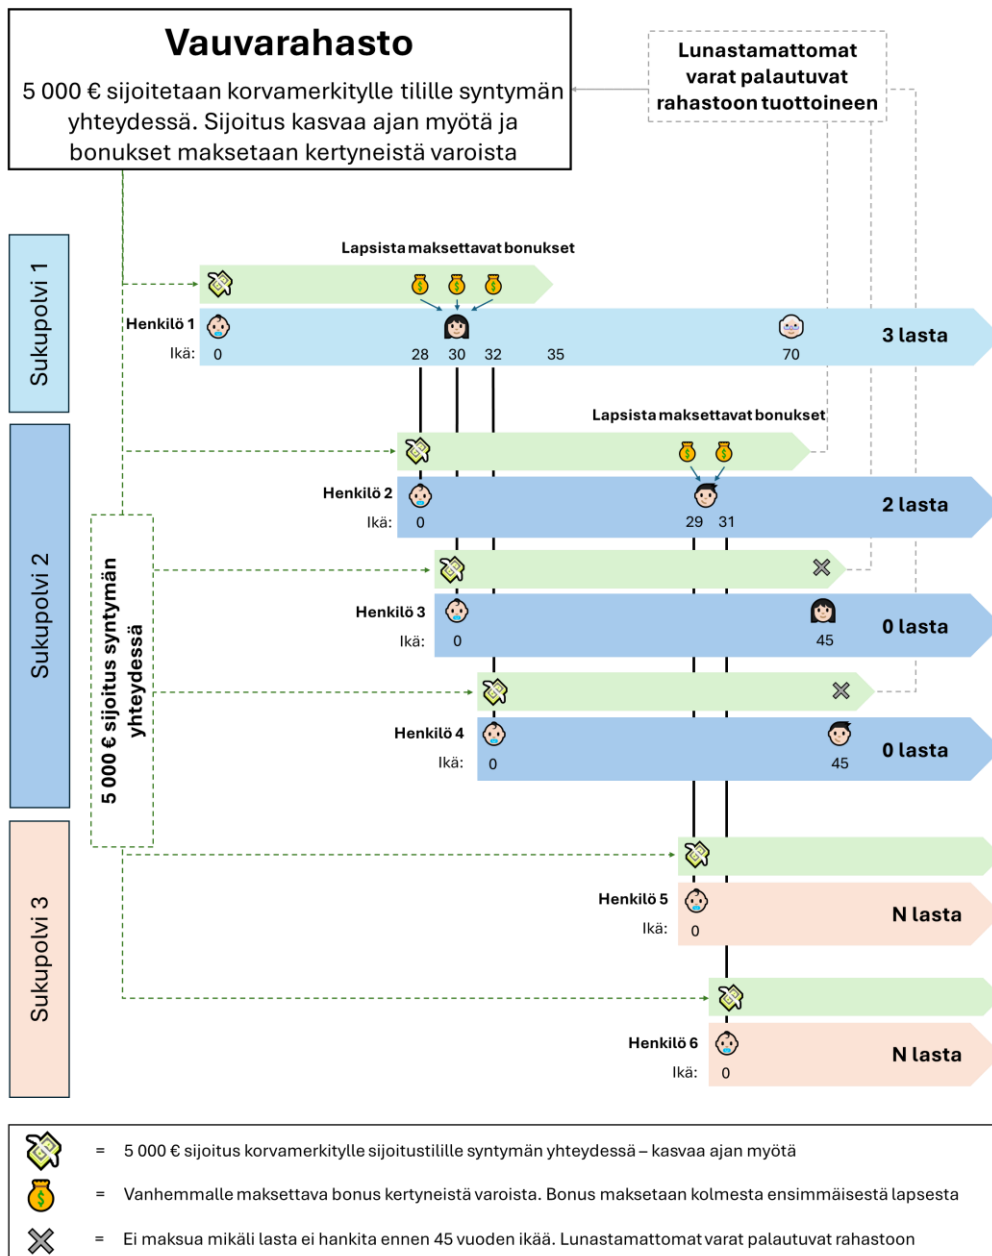 Vauvarahasto
5 000 € sijoitetaan korvamerkitylle tilille syntymän
yhteydessä. Sijoitus kasvaa ajan myötä ja
bonukset maksetaan kertyneistä varoista
Lunastamattomat
varat palautuvat
rahastoon tuottoineen
Sukupolvi 1
Lapsista maksettavat bonukset
Henkilö 1
3 lasta
Ikä: 0 28 30 32 35 70
Sukupolvi 2
Lapsista maksettavat bonukset
Henkilö 2
2 lasta
Ikä: 0 29 31
5 000 € sijoitus syntymän
yhteydessä
Henkilö 3
0 lasta
Ikä: 0 45
Henkilö 4
0 lasta
Ikä: 0 45
Sukupolvi 3
Henkilö 5
N lasta
Ikä: 0
Henkilö 6
N lasta
Ikä: 0
= 5 000 € sijoitus korvamerkitylle sijoitustilille syntymän yhteydessä – kasvaa ajan myötä
= Vanhemmalle maksettava bonus kertyneistä varoista. Bonus maksetaan kolmesta ensimmäisestä lapsesta
= Ei maksua mikäli lasta ei hankita ennen 45 vuoden ikää. Lunastamattomat varat palautuvat rahastoon